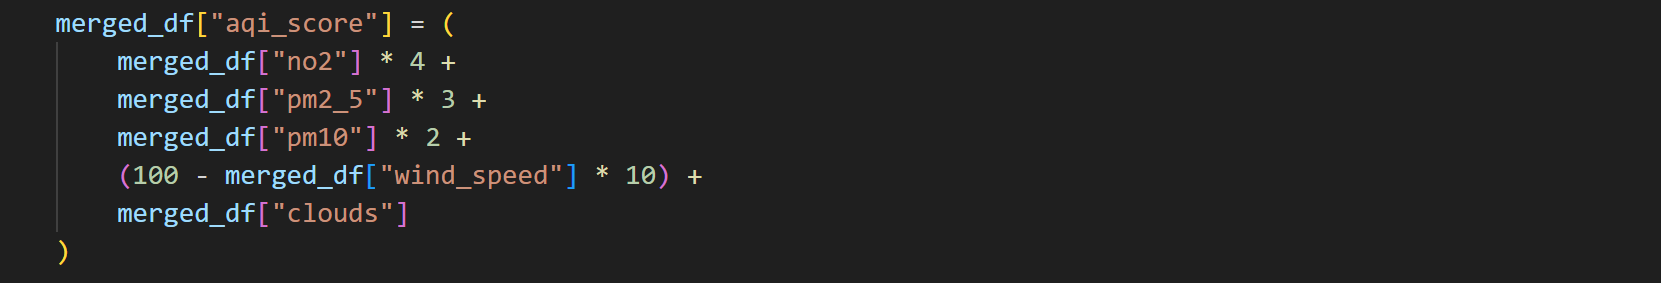 merged_df["aqi_score"] = (
    merged_df["no2"] * 4 +
    merged_df["pm2_5"] * 3 +
    merged_df["pm10"] * 2 +
    (100 - merged_df["wind_speed"] * 10) +
    merged_df["clouds"]
)